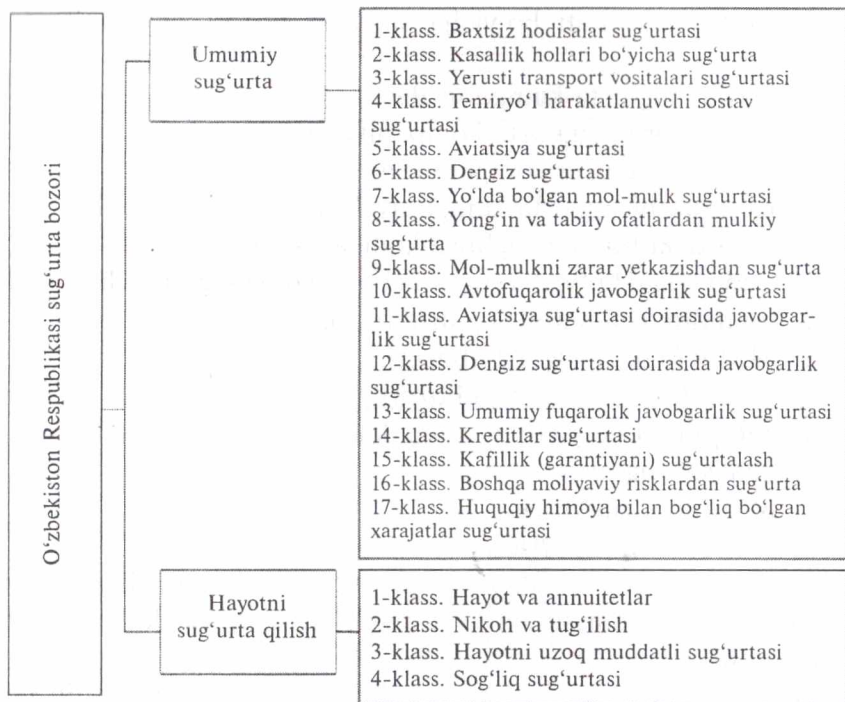 O‘zbekiston Respublikasi sug‘urta bozori
Umumiy
sug‘urta
1-klass. Baxtsiz hodisalar sug‘urtasi
2-klass. Kasallik hollari bo‘yicha sug‘urta
3-klass. Yerusti transport vositalari sug‘urtasi
4-klass. Temiryo‘l harakatlanuvchi sostav
sug‘urtasi
5-klass. Aviatsiya sug‘urtasi
6-klass. Dengiz sug‘urtasi
7-klass. Yo‘lda bo‘lgan mol-mulk sug‘urtasi
8-klass. Yong‘in va tabiiy ofatlardan mulkiy
sug‘urta
9-klass. Mol-mulkni zarar yetkazishdan sug‘urta
10-klass. Avtofuqarolik javobgarlik sug‘urtasi
11-klass. Aviatsiya sug‘urtasi doirasida javobgar-
lik sug‘urtasi
12-klass. Dengiz sug‘urtasi doirasida javobgarlik
sug‘urtasi
13-klass. Umumiy fuqarolik javobgarlik sug‘urtasi
14-klass. Kreditlar sug‘urtasi
15-klass. Kafillik (garantiyani) sug‘urtalash
16-klass. Boshqa moliyaviy risklardan sug‘urta
17-klass. Huquqiy himoya bilan bog‘liq bo‘lgan
xarajatlar sug‘urtasi
Hayotni
sug‘urta qilish
1-klass. Hayot va annuitetlar
2-klass. Nikoh va tug‘ilish
3-klass. Hayotni uzoq muddatli sug‘urtasi
4-klass. Sog‘liq sug‘urtasi